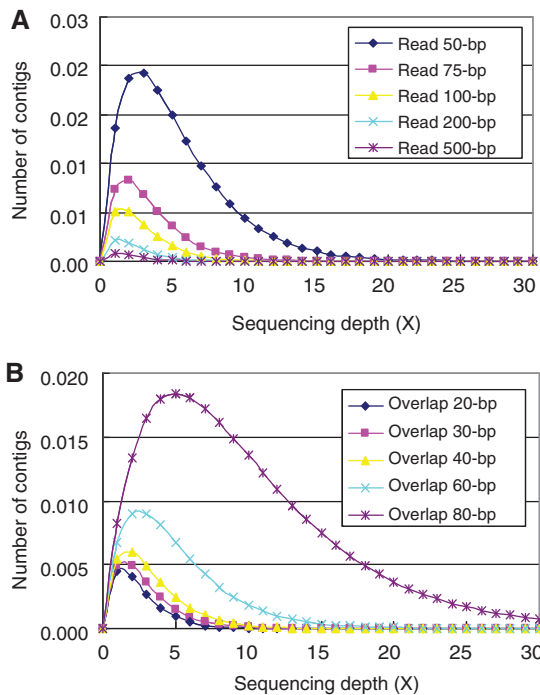 A
Number of contigs
0.03
0.02
0.02
0.01
0.01
0.00
Read 50-bp
Read 75-bp
Read 100-bp
Read 200-bp
Read 500-bp
0 5 10 15 20 25 30
Sequencing depth (X)
B
Number of contigs
0.020
0.015
0.010
0.005
0.000
Overlap 20-bp
Overlap 30-bp
Overlap 40-bp
Overlap 60-bp
Overlap 80-bp
0 5 10 15 20 25 30
Sequencing depth (X)